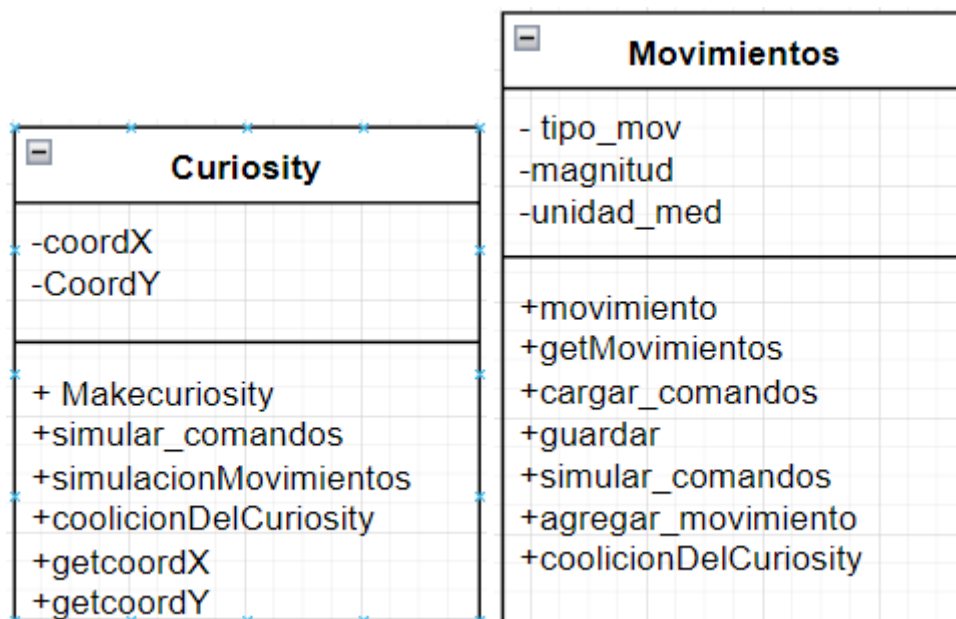 Curiosity
-coordX
-CoordY
+ Makecuriosity
+simular_comandos
+simulacionMovimientos
+coolicionDelCuriosity
+getcoordX
+getcoordY
Movimientos
- tipo_mov
-magnitud
-unidad_med
+movimiento
+getMovimientos
+cargar_comandos
+guardar
+simular_comandos
+agregar_movimiento
+coolicionDelCuriosity